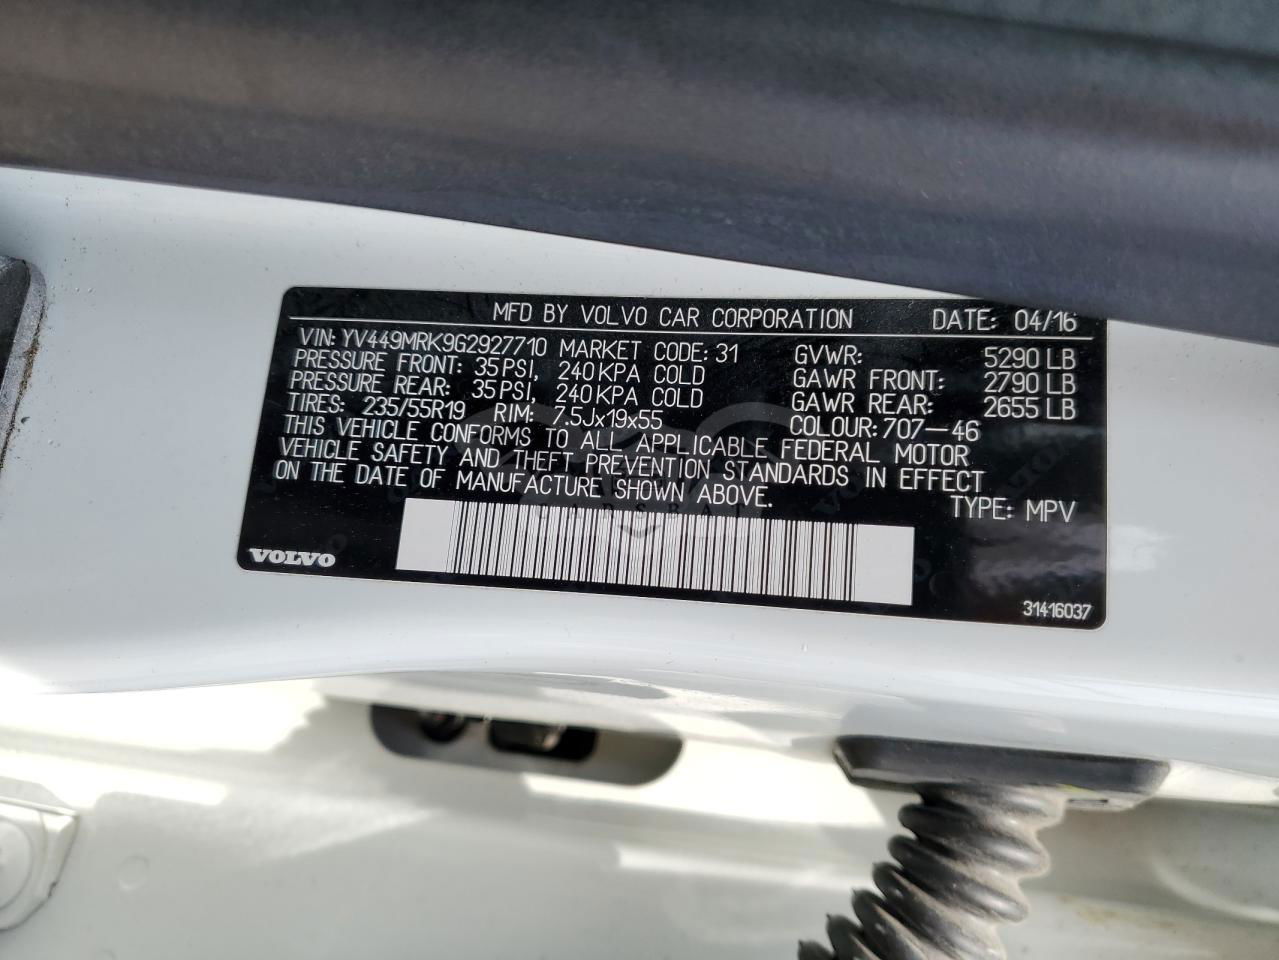 MFD BY VOLVO CAR CORPORATION DATE: 04/16
VIN: YV449MRK9G2927710 MARKET CODE: 31 GVWR: 5290 LB
PRESSURE FRONT: 35 PSI, 240 KPA COLD GAWR FRONT: 2790 LB
PRESSURE REAR: 35 PSI, 240 KPA COLD GAWR REAR: 2655 LB
TIRES: 235/55R19 RIM: 7.5Jx19x55 COLOUR: 707-46
THIS VEHICLE CONFORMS TO ALL APPLICABLE FEDERAL MOTOR
VEHICLE SAFETY AND THEFT PREVENTION STANDARDS IN EFFECT
ON THE DATE OF MANUFACTURE SHOWN ABOVE.
TYPE: MPV
VOLVO
31416037